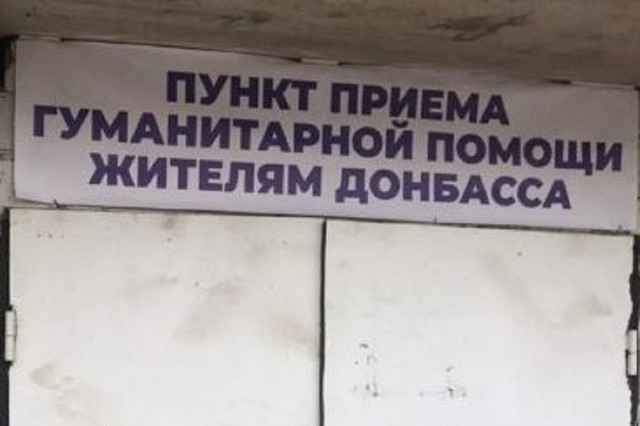 ПУНКТ ПРИЕМА
ГУМАНИТАРНОЙ ПОМОЩИ
ЖИТЕЛЯМ ДОНБАССА